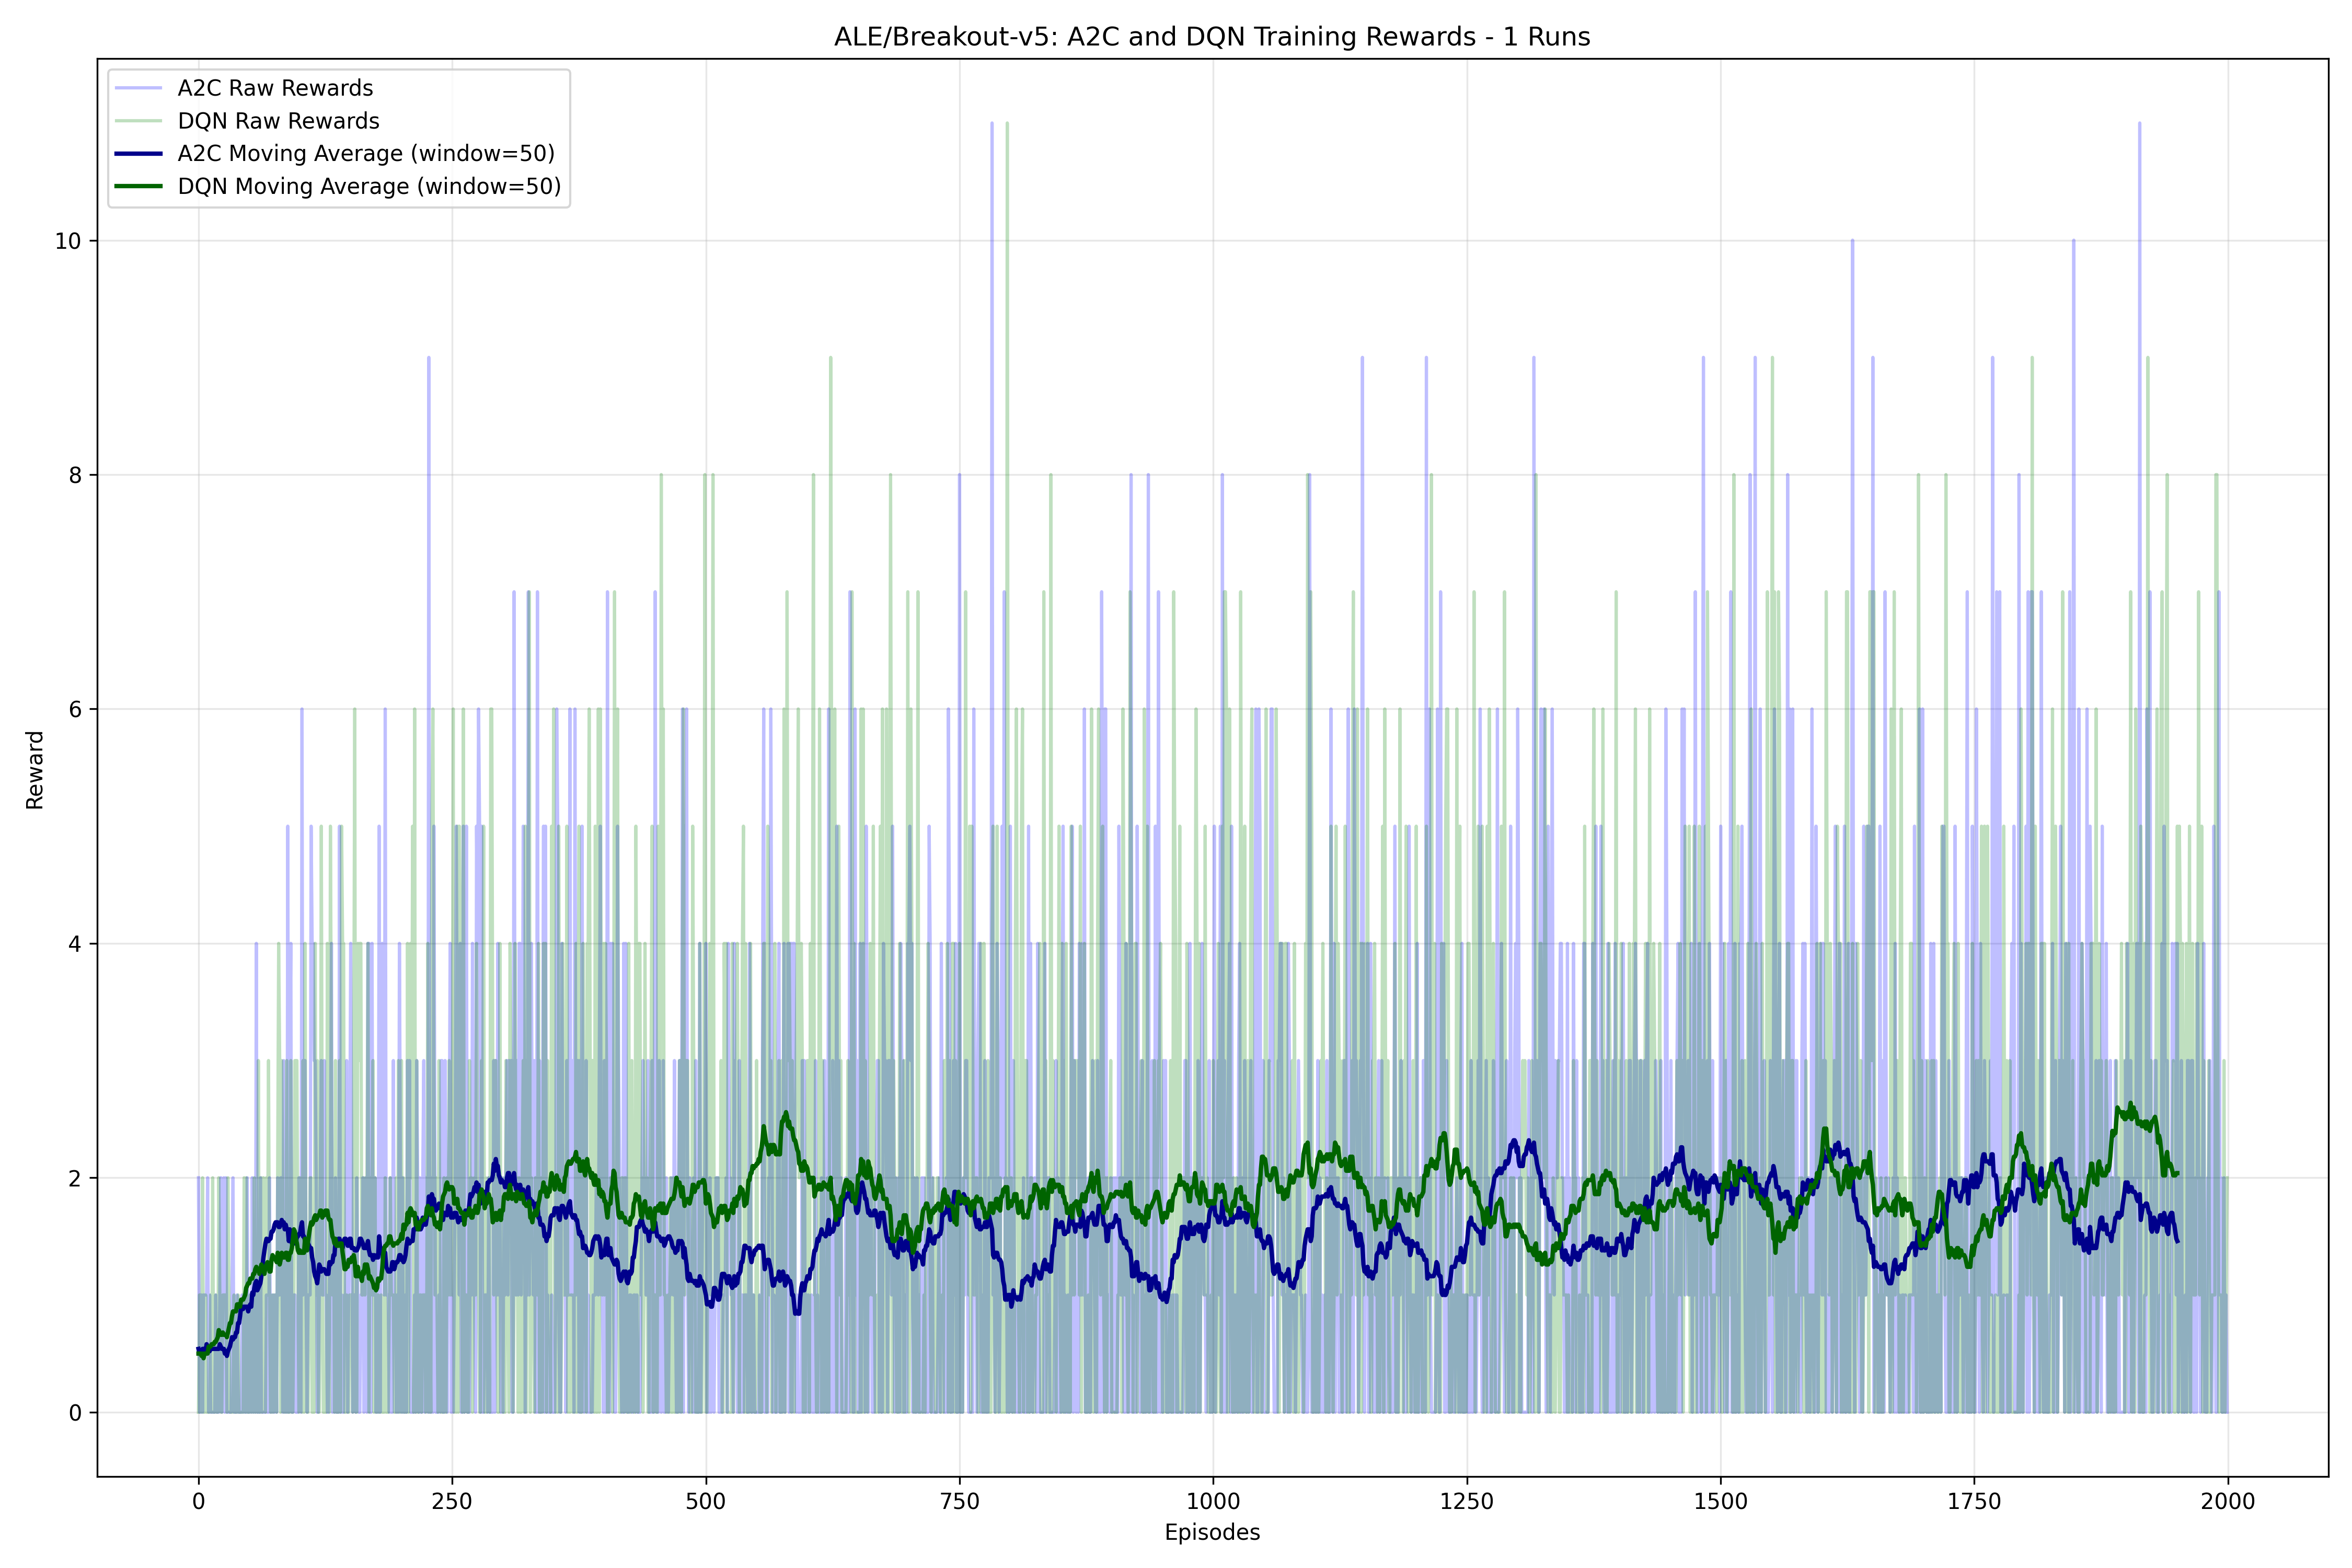 ALE/Breakout-v5: A2C and DQN Training Rewards - 1 Runs
A2C Raw Rewards
DQN Raw Rewards
A2C Moving Average (window=50)
DQN Moving Average (window=50)
10
8
6
4
2
0
Reward
0 250 500 750 1000 1250 1500 1750 2000
Episodes